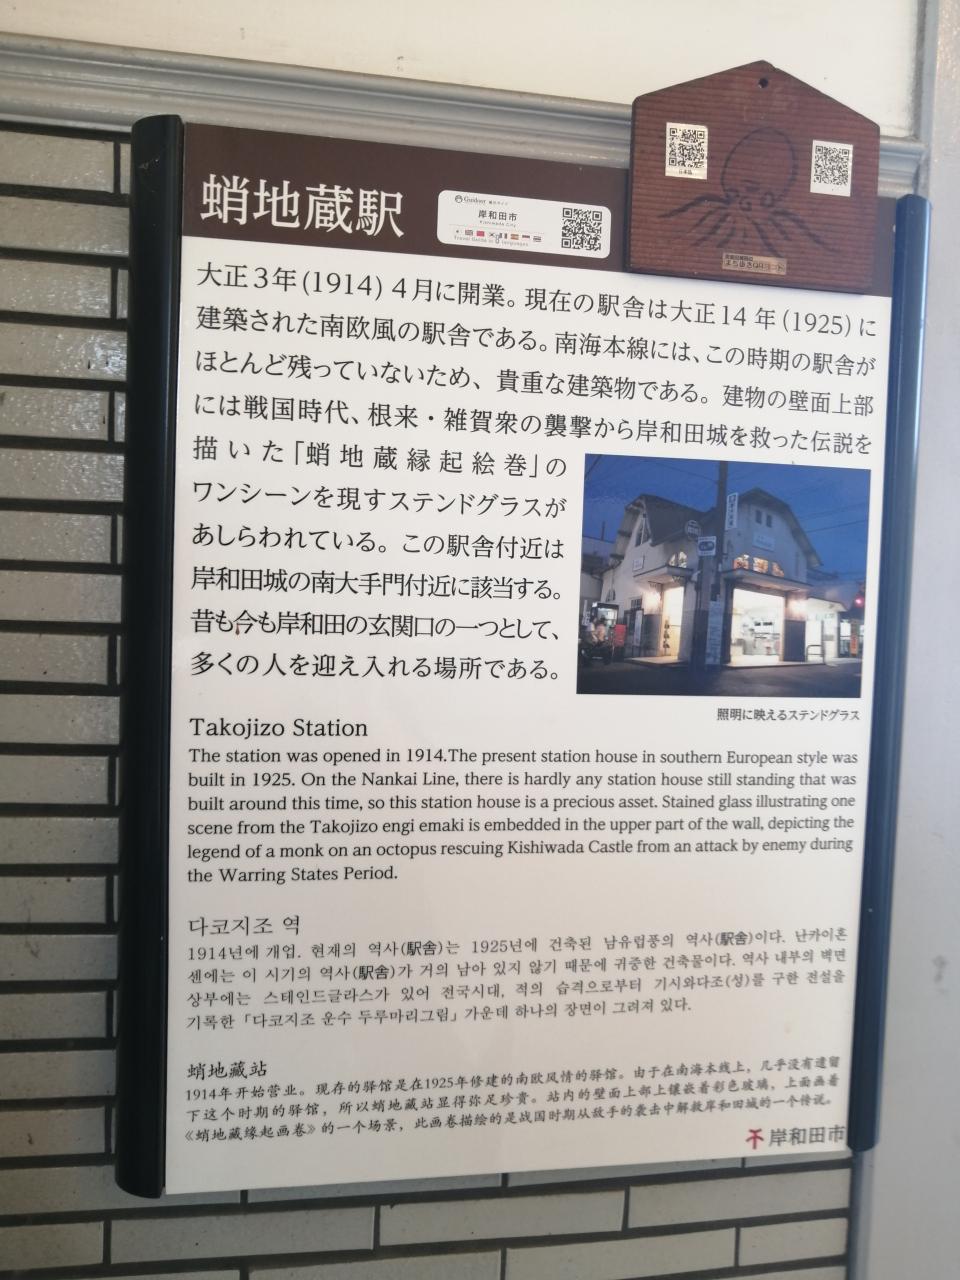 蛸地蔵駅
Guidoor
岸和田市
Kishiwada City
Travel Guide in 8 languages
日本語
大正3年(1914)4月に開業。現在の駅舎は大正14年(1925)に
建築された南欧風の駅舎である。南海本線には、この時期の駅舎が
ほとんど残っていないため、貴重な建築物である。建物の壁面上部
には戦国時代、根来・雑賀衆の襲撃から岸和田城を救った伝説を
描いた「蛸地蔵縁起絵巻」の
ワンシーンを現すステンドグラスが
あしらわれている。この駅舎付近は
岸和田城の南大手門付近に該当する。
昔も今も岸和田の玄関口の一つとして、
多くの人を迎え入れる場所である。
照明に映えるステンドグラス
Takojizo Station
The station was opened in 1914.The present station house in southern European style was
built in 1925. On the Nankai Line, there is hardly any station house still standing that was
built around this time, so this station house is a precious asset. Stained glass illustrating one
scene from the Takojizo engi emaki is embedded in the upper part of the wall, depicting the
legend of a monk on an octopus rescuing Kishiwada Castle from an attack by enemy during
the Warring States Period.
다코지조 역
1914년에 개업. 현재의 역사(駅舎)는 1925년에 건축된 남유럽풍의 역사(駅舎)이다. 난카이혼
센에는 이 시기의 역사(駅舎)가 거의 남아 있지 않기 때문에 귀중한 건축물이다. 역사 내부의 벽면
상부에는 스테인드글라스가 있어 전국시대, 적의 습격으로부터 기시와다조(성)를 구한 전설을
기록한 「다코지조 운수 두루마리그림」 가운데 하나의 장면이 그려져 있다.
蛸地藏站
1914年开始营业。现存的驿馆是在1925年修建的南欧风情的驿馆。由于在南海本线上，几乎没有遗留
下这个时期的驿馆，所以蛸地藏站显得弥足珍贵。站内的壁面上部上镶嵌着彩色玻璃，上面画着
《蛸地藏缘起画卷》的一个场景，此画卷描绘的是战国时期从敌手的袭击中解救岸和田城的一个传说。
岸和田市